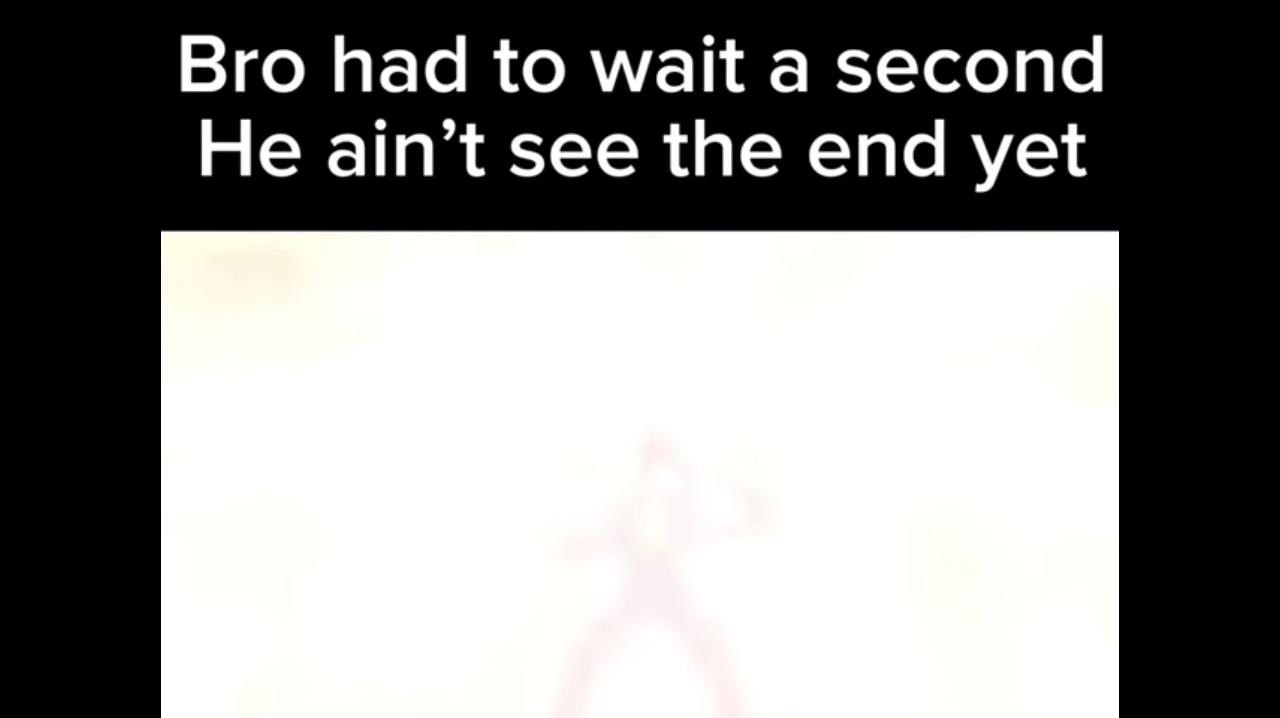 Bro had to wait a second
He ain’t see the end yet